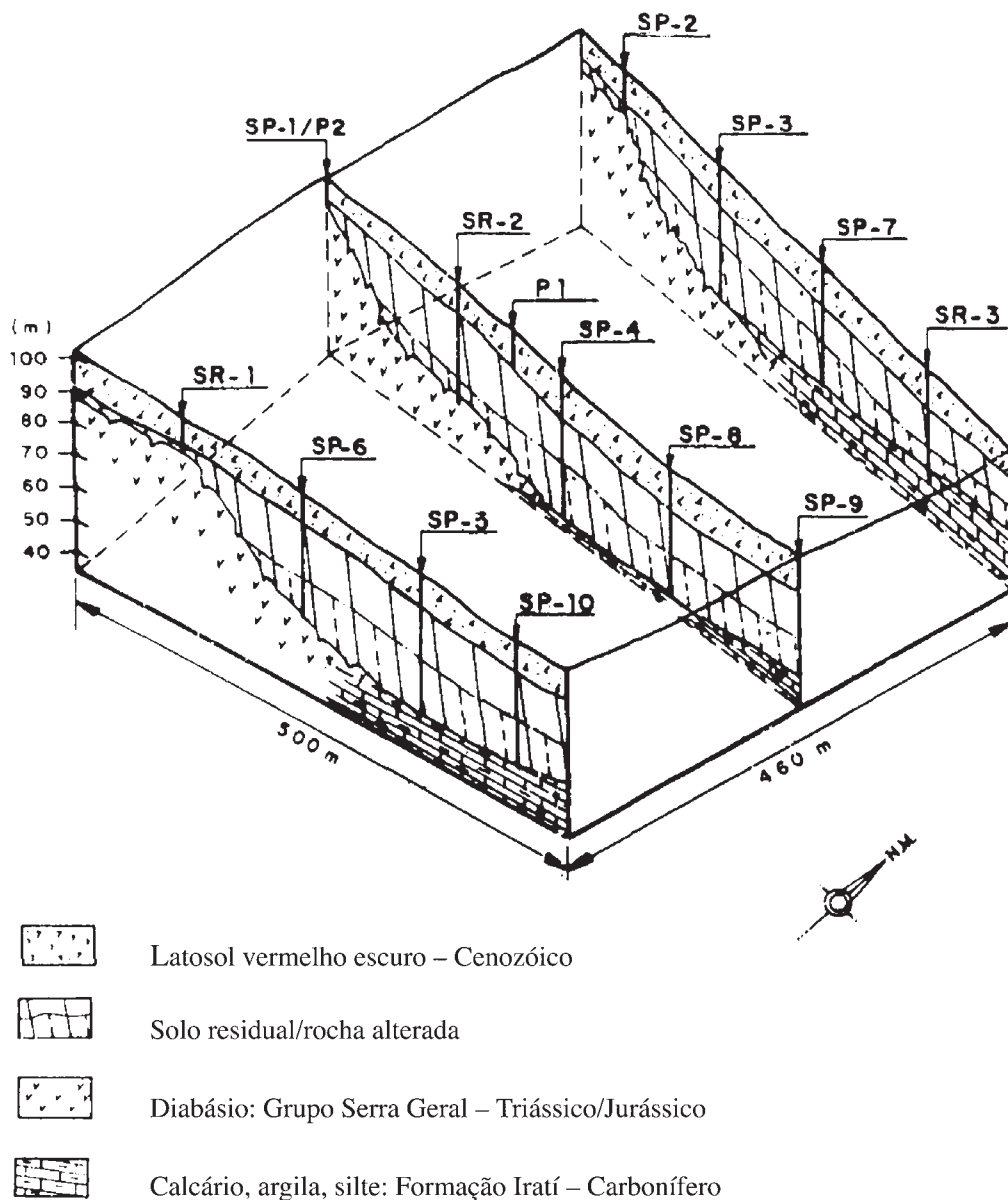 SP-2
SP-1/P2
SP-3
SR-2
SP-7
P1
SP-4
SR-3
(m)
100
90
80
70
60
50
40
SR-1
SP-6
SP-8
SP-3
SP-9
SP-10
500 m
460 m
N.M.
Latosol vermelho escuro – Cenozóico
Solo residual/rocha alterada
Diabásio: Grupo Serra Geral – Triássico/Jurássico
Calcário, argila, silte: Formação Iratí – Carbonífero